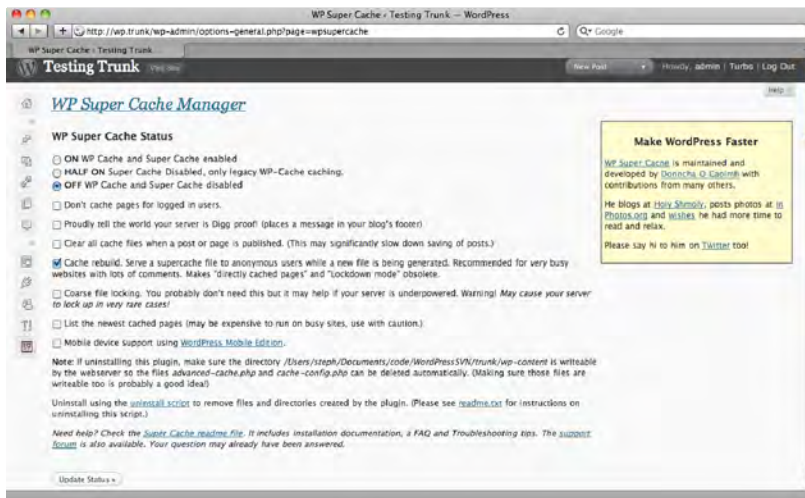 WP Super Cache ‹ Testing Trunk — WordPress
http://wp.trunk/wp-admin/options-general.php?page=wpsupercache
Google
WP Super Cache ‹ Testing Trunk
Testing Trunk
New Post
Howdy, admin | Turbo | Log Out
Help
WP Super Cache Manager
WP Super Cache Status
ON WP Cache and Super Cache enabled
HALF ON Super Cache Disabled, only legacy WP-Cache caching.
OFF WP Cache and Super Cache disabled
Don't cache pages for logged in users.
Proudly tell the world your server is Digg proof! (places a message in your blog's footer)
Clear all cache files when a post or page is published. (This may significantly slow down saving of posts.)
Cache rebuild. Serve a supercache file to anonymous users while a new file is being generated. Recommended for very busy
websites with lots of comments. Makes "directly cached pages" and "Lockdown mode" obsolete.
Coarse file locking. You probably don't need this but it may help if your server is underpowered. Warning! May cause your server
to lock up in very rare cases!
List the newest cached pages (may be expensive to run on busy sites, use with caution.)
Mobile device support using WordPress Mobile Edition.
Note: If uninstalling this plugin, make sure the directory /Users/steph/Documents/code/WordPressSVN/trunk/wp-content is writeable
by the webserver so the files advanced-cache.php and cache-config.php can be deleted automatically. (Making sure those files are
writeable too is probably a good idea!)
Uninstall using the uninstall script to remove files and directories created by the plugin. (Please see readme.txt for instructions on
uninstalling this script.)
Need help? Check the Super Cache readme file. It includes installation documentation, a FAQ and Troubleshooting tips. The support
forum is also available. Your question may already have been answered.
Update Status »
Make WordPress Faster
WP Super Cache is maintained and
developed by Donncha O Caoimh with
contributions from many others.
He blogs at Holy Shmoly, posts photos at In
Photos.org and wishes he had more time to
read and relax.
Please say hi to him on Twitter too!